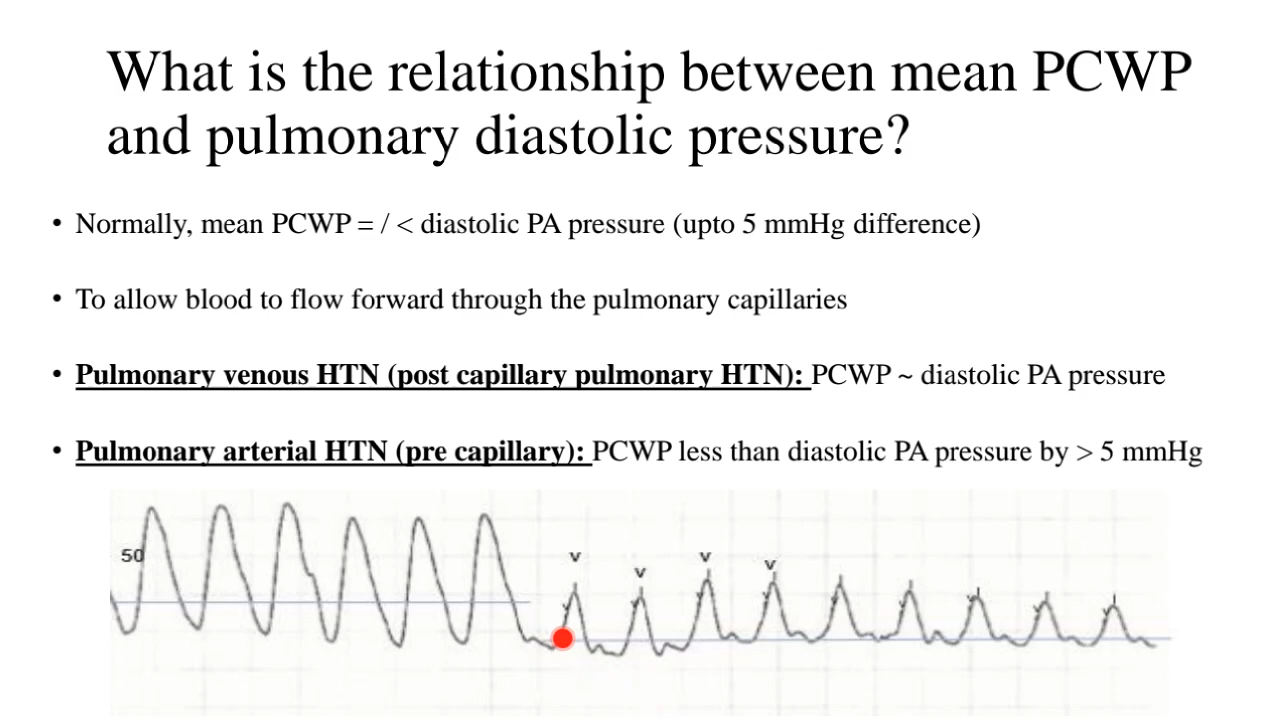 What is the relationship between mean PCWP
and pulmonary diastolic pressure?
• Normally, mean PCWP = / < diastolic PA pressure (upto 5 mmHg difference)
• To allow blood to flow forward through the pulmonary capillaries
• Pulmonary venous HTN (post capillary pulmonary HTN): PCWP ~ diastolic PA pressure
• Pulmonary arterial HTN (pre capillary): PCWP less than diastolic PA pressure by > 5 mmHg
50
v v v v